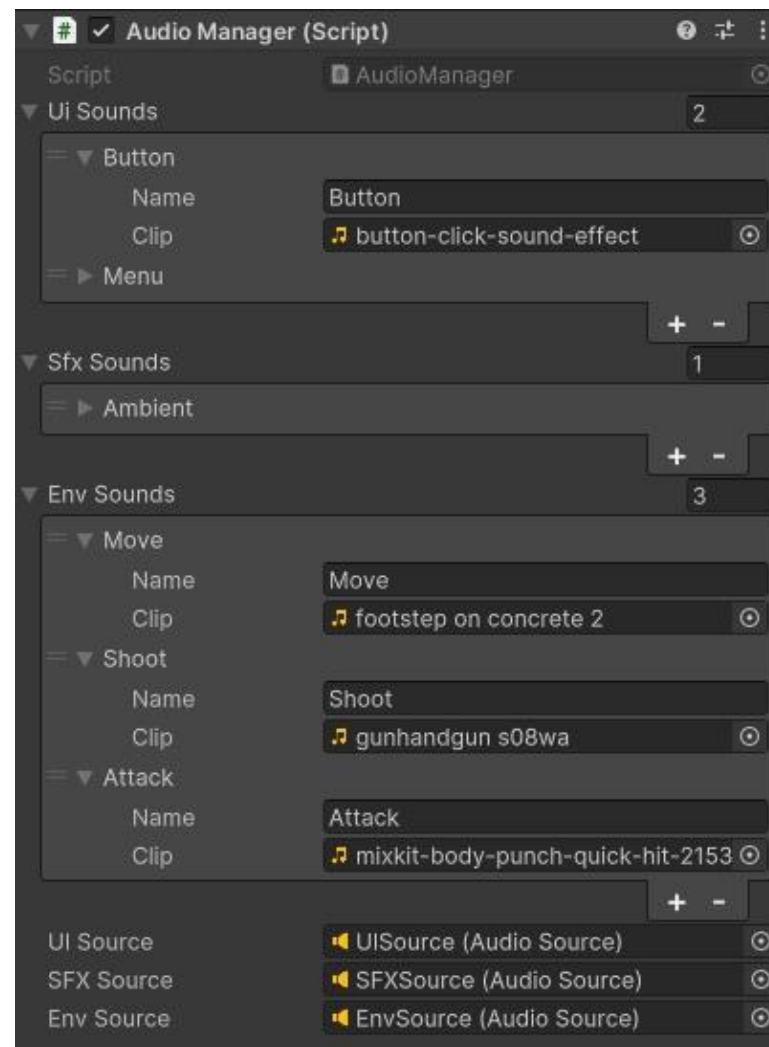 Audio Manager (Script)
Script AudioManager
Ui Sounds 2
Button
Name Button
Clip button-click-sound-effect
Menu
+ -
Sfx Sounds 1
Ambient
+ -
Env Sounds 3
Move
Name Move
Clip footstep on concrete 2
Shoot
Name Shoot
Clip gunhandgun s08wa
Attack
Name Attack
Clip mixkit-body-punch-quick-hit-2153
+ -
UI Source UISource (Audio Source)
SFX Source SFXSource (Audio Source)
Env Source EnvSource (Audio Source)